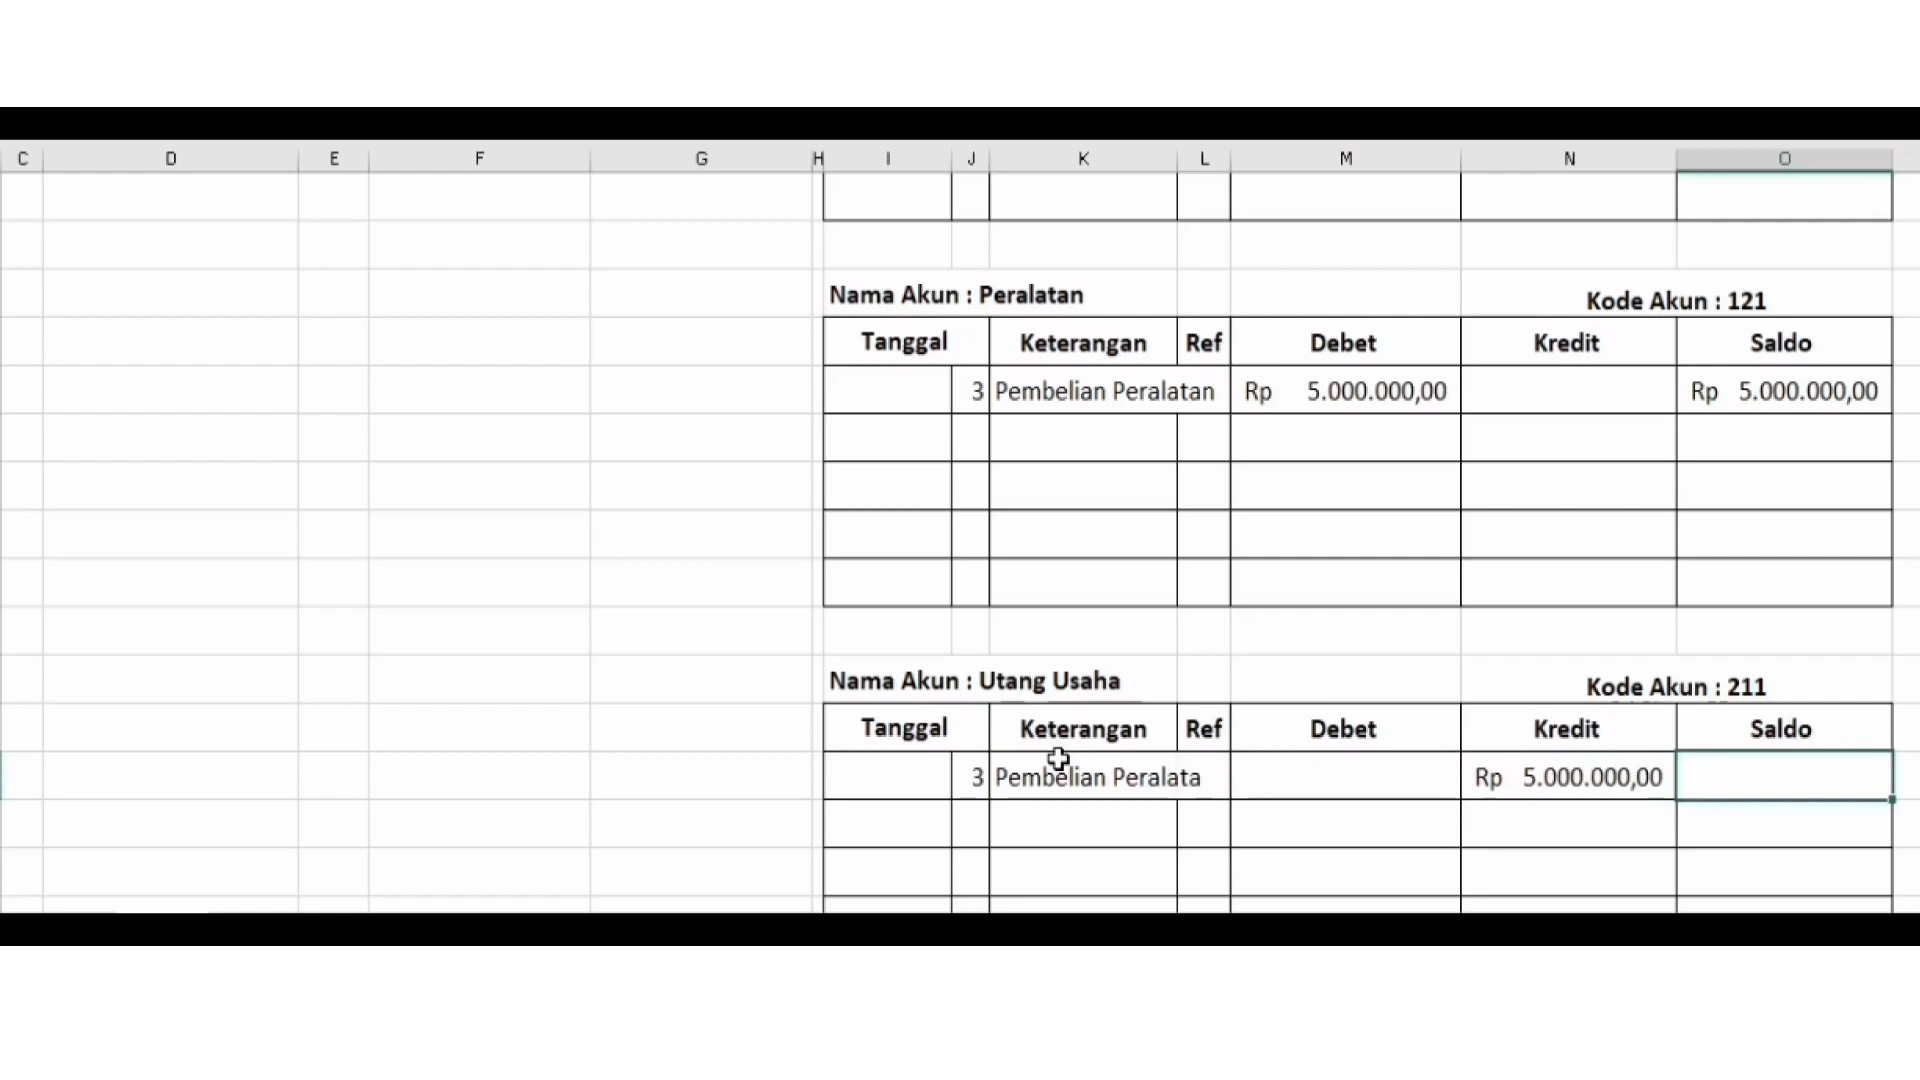 C D E F G H I J K L M N O
Nama Akun : Peralatan Kode Akun : 121
Tanggal Keterangan Ref Debet Kredit Saldo
3 Pembelian Peralatan Rp 5.000.000,00 Rp 5.000.000,00
Nama Akun : Utang Usaha Kode Akun : 211
Tanggal Keterangan Ref Debet Kredit Saldo
3 Pembelian Peralata Rp 5.000.000,00